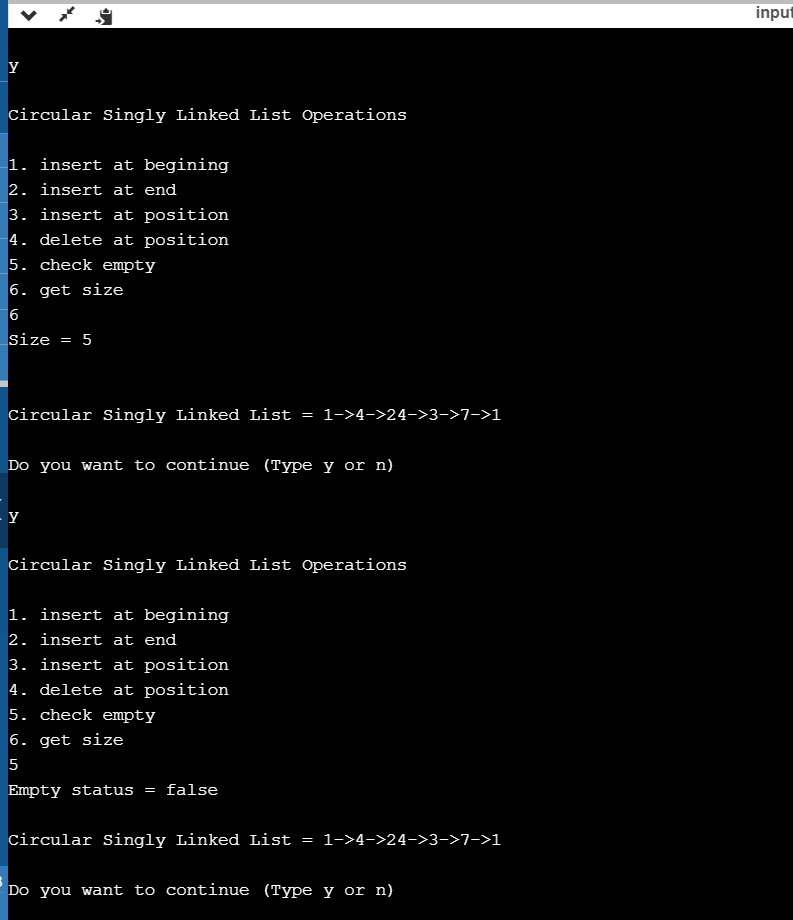 input
y
Circular Singly Linked List Operations
1. insert at begining
2. insert at end
3. insert at position
4. delete at position
5. check empty
6. get size
6
Size = 5
Circular Singly Linked List = 1->4->24->3->7->1
Do you want to continue (Type y or n)
y
Circular Singly Linked List Operations
1. insert at begining
2. insert at end
3. insert at position
4. delete at position
5. check empty
6. get size
5
Empty status = false
Circular Singly Linked List = 1->4->24->3->7->1
Do you want to continue (Type y or n)